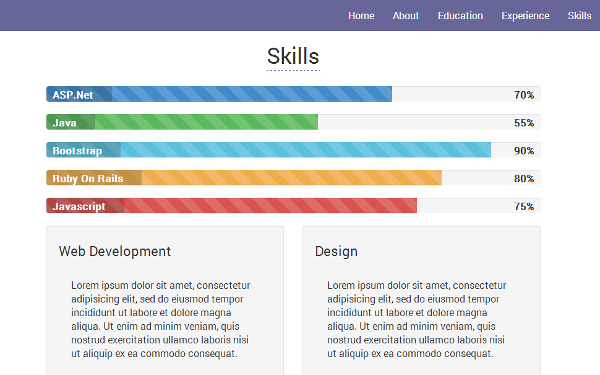 Home About Education Experience Skills
Skills
ASP.Net 70%
Java 55%
Bootstrap 90%
Ruby On Rails 80%
Javascript 75%
Web Development
Lorem ipsum dolor sit amet, consectetur
adipisicing elit, sed do eiusmod tempor
incididunt ut labore et dolore magna
aliqua. Ut enim ad minim veniam, quis
nostrud exercitation ullamco laboris nisi
ut aliquip ex ea commodo consequat.
Design
Lorem ipsum dolor sit amet, consectetur
adipisicing elit, sed do eiusmod tempor
incididunt ut labore et dolore magna
aliqua. Ut enim ad minim veniam, quis
nostrud exercitation ullamco laboris nisi
ut aliquip ex ea commodo consequat.